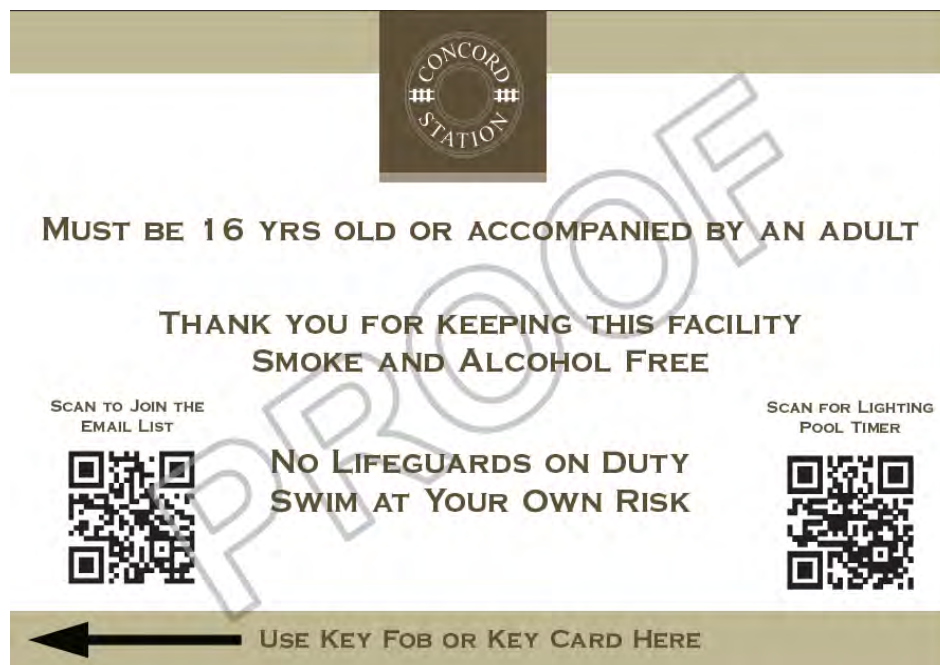 CONCORD
STATION
MUST BE 16 YRS OLD OR ACCOMPANIED BY AN ADULT
THANK YOU FOR KEEPING THIS FACILITY
SMOKE AND ALCOHOL FREE
SCAN TO JOIN THE
EMAIL LIST
SCAN FOR LIGHTING
POOL TIMER
NO LIFEGUARDS ON DUTY
SWIM AT YOUR OWN RISK
PROOF
USE KEY FOB OR KEY CARD HERE